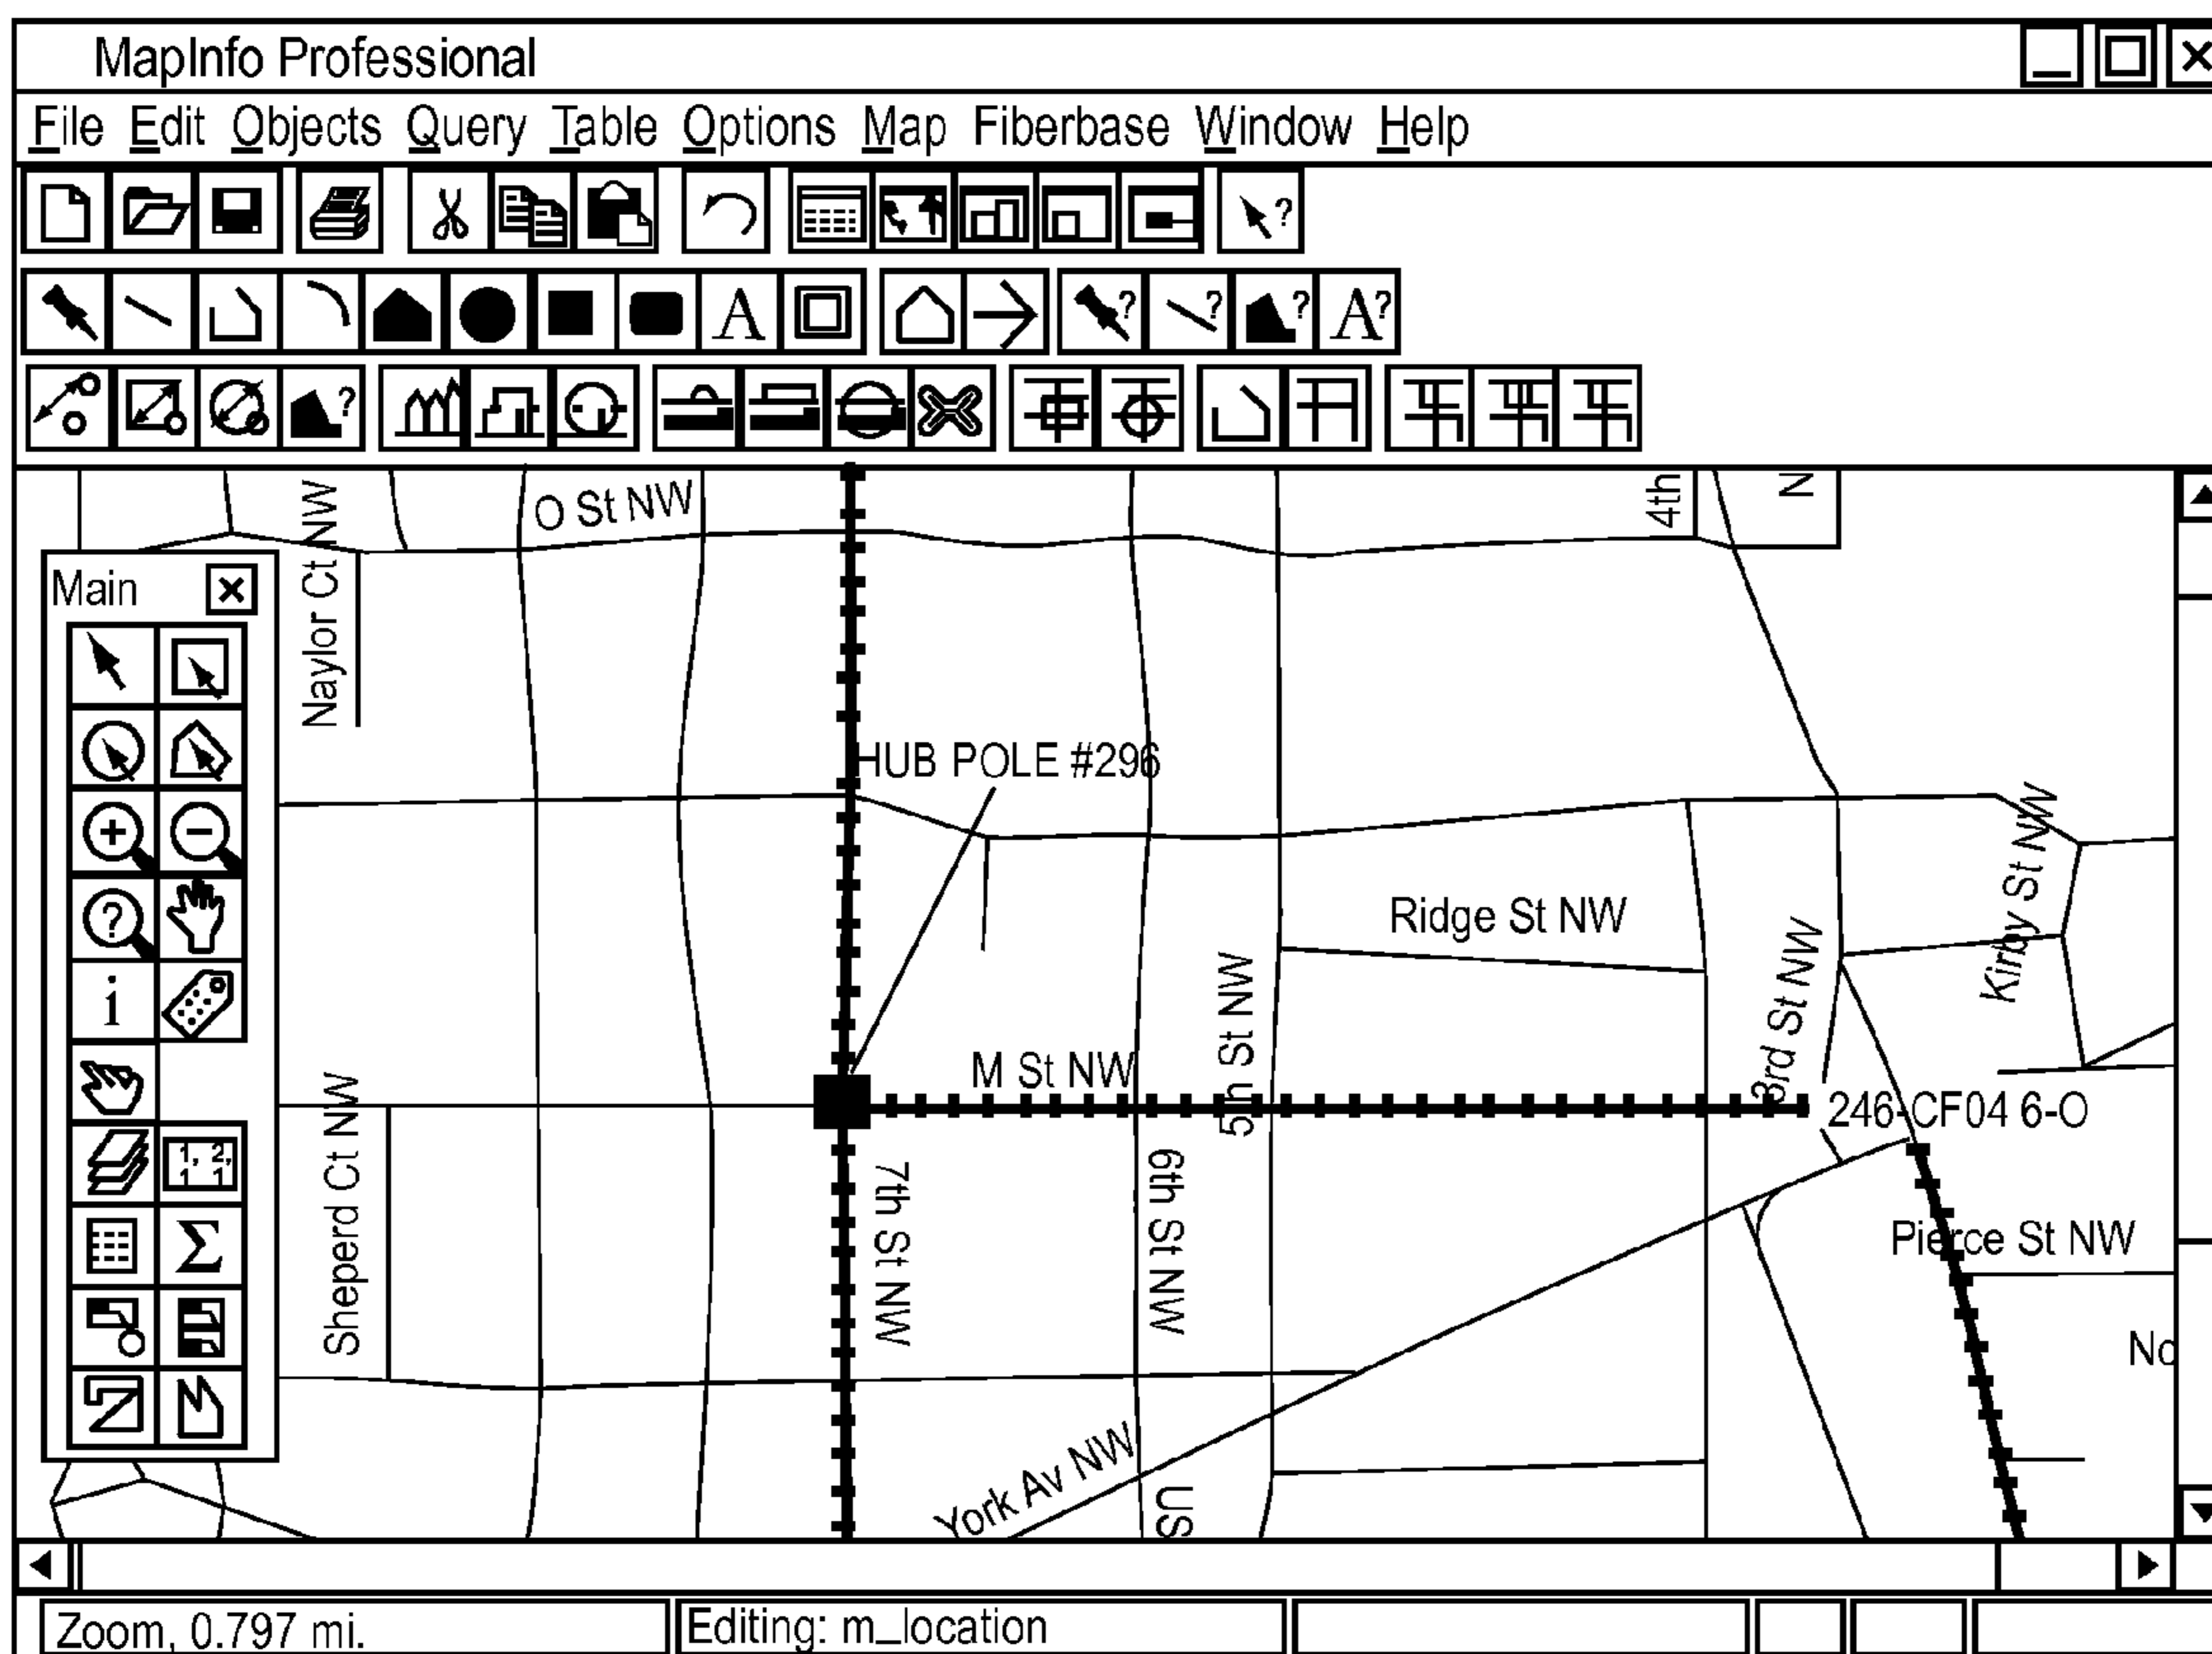 MapInfo Professional
File Edit Objects Query Table Options Map Fiberbase Window Help
A
A?
O St NW
4th
N
Naylor Ct NW
Main
HUB POLE #296
Kirby St NW
Ridge St NW
3rd St NW
5th St NW
M St NW
246-CF04 6-O
Sheperd Ct NW
7th St NW
6th St NW
Pierce St NW
No
York Av NW
US
Zoom, 0.797 mi.
Editing: m_location